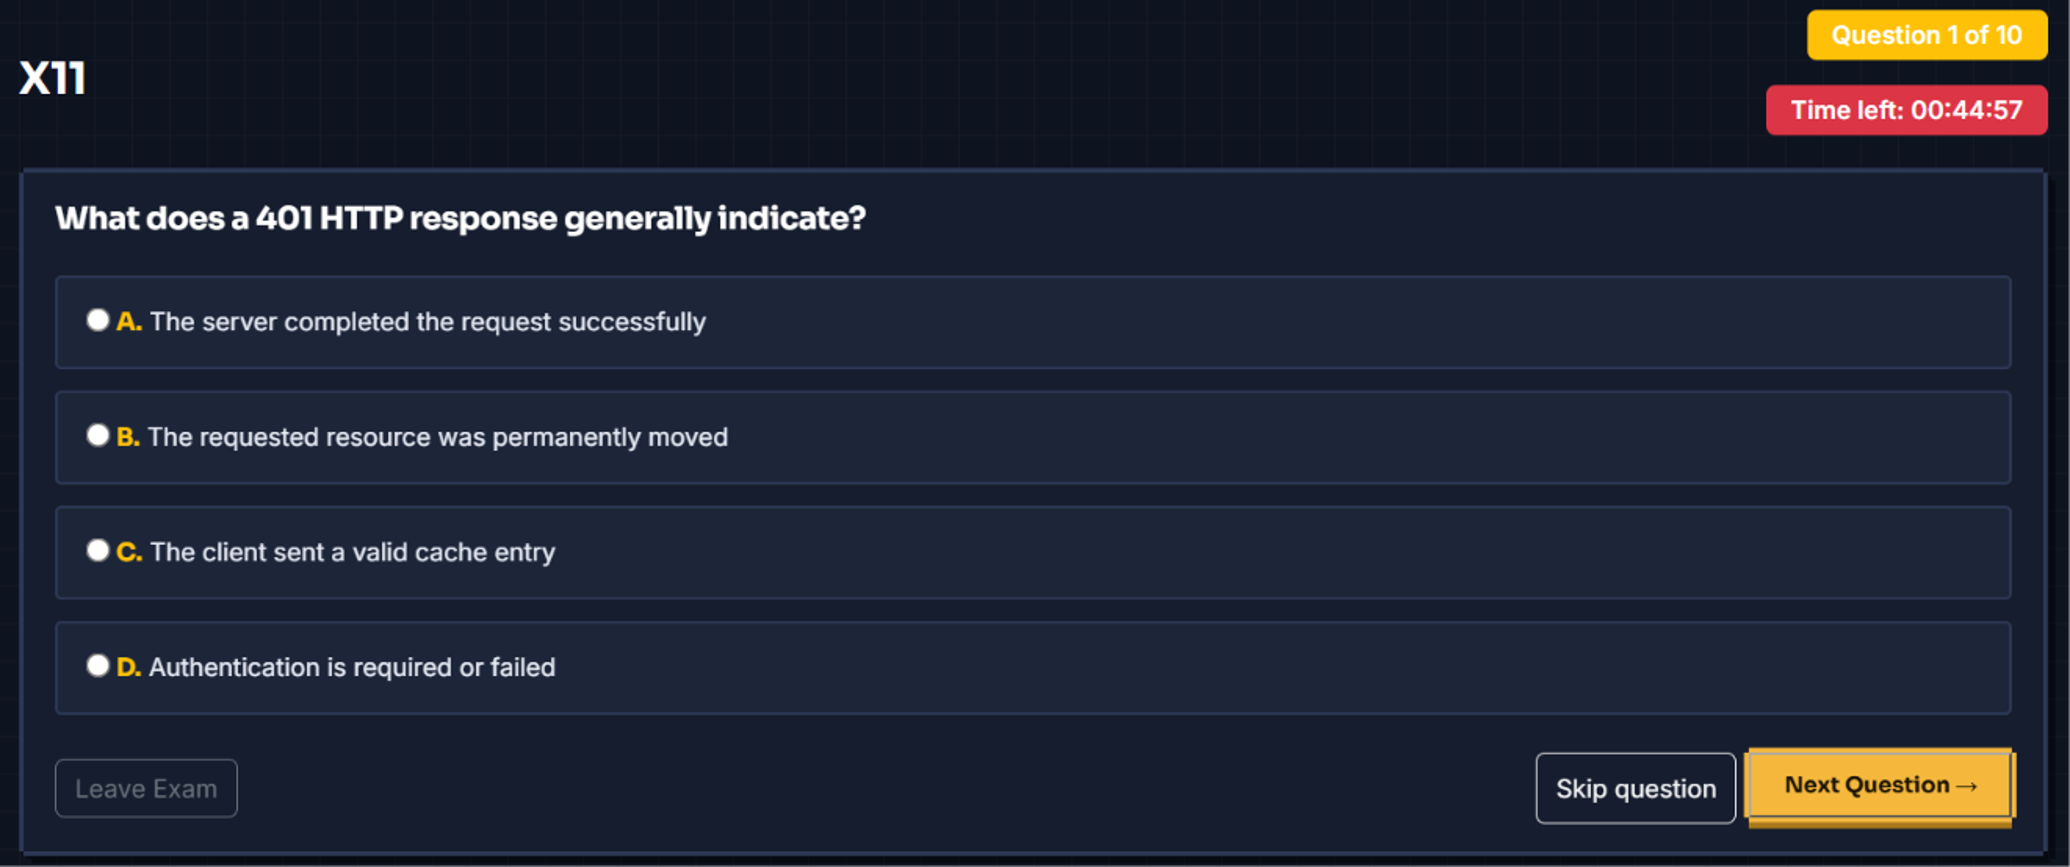 X11
Question 1 of 10
Time left: 00:44:57
What does a 401 HTTP response generally indicate?
A. The server completed the request successfully
B. The requested resource was permanently moved
C. The client sent a valid cache entry
D. Authentication is required or failed
Leave Exam
Skip question
Next Question →